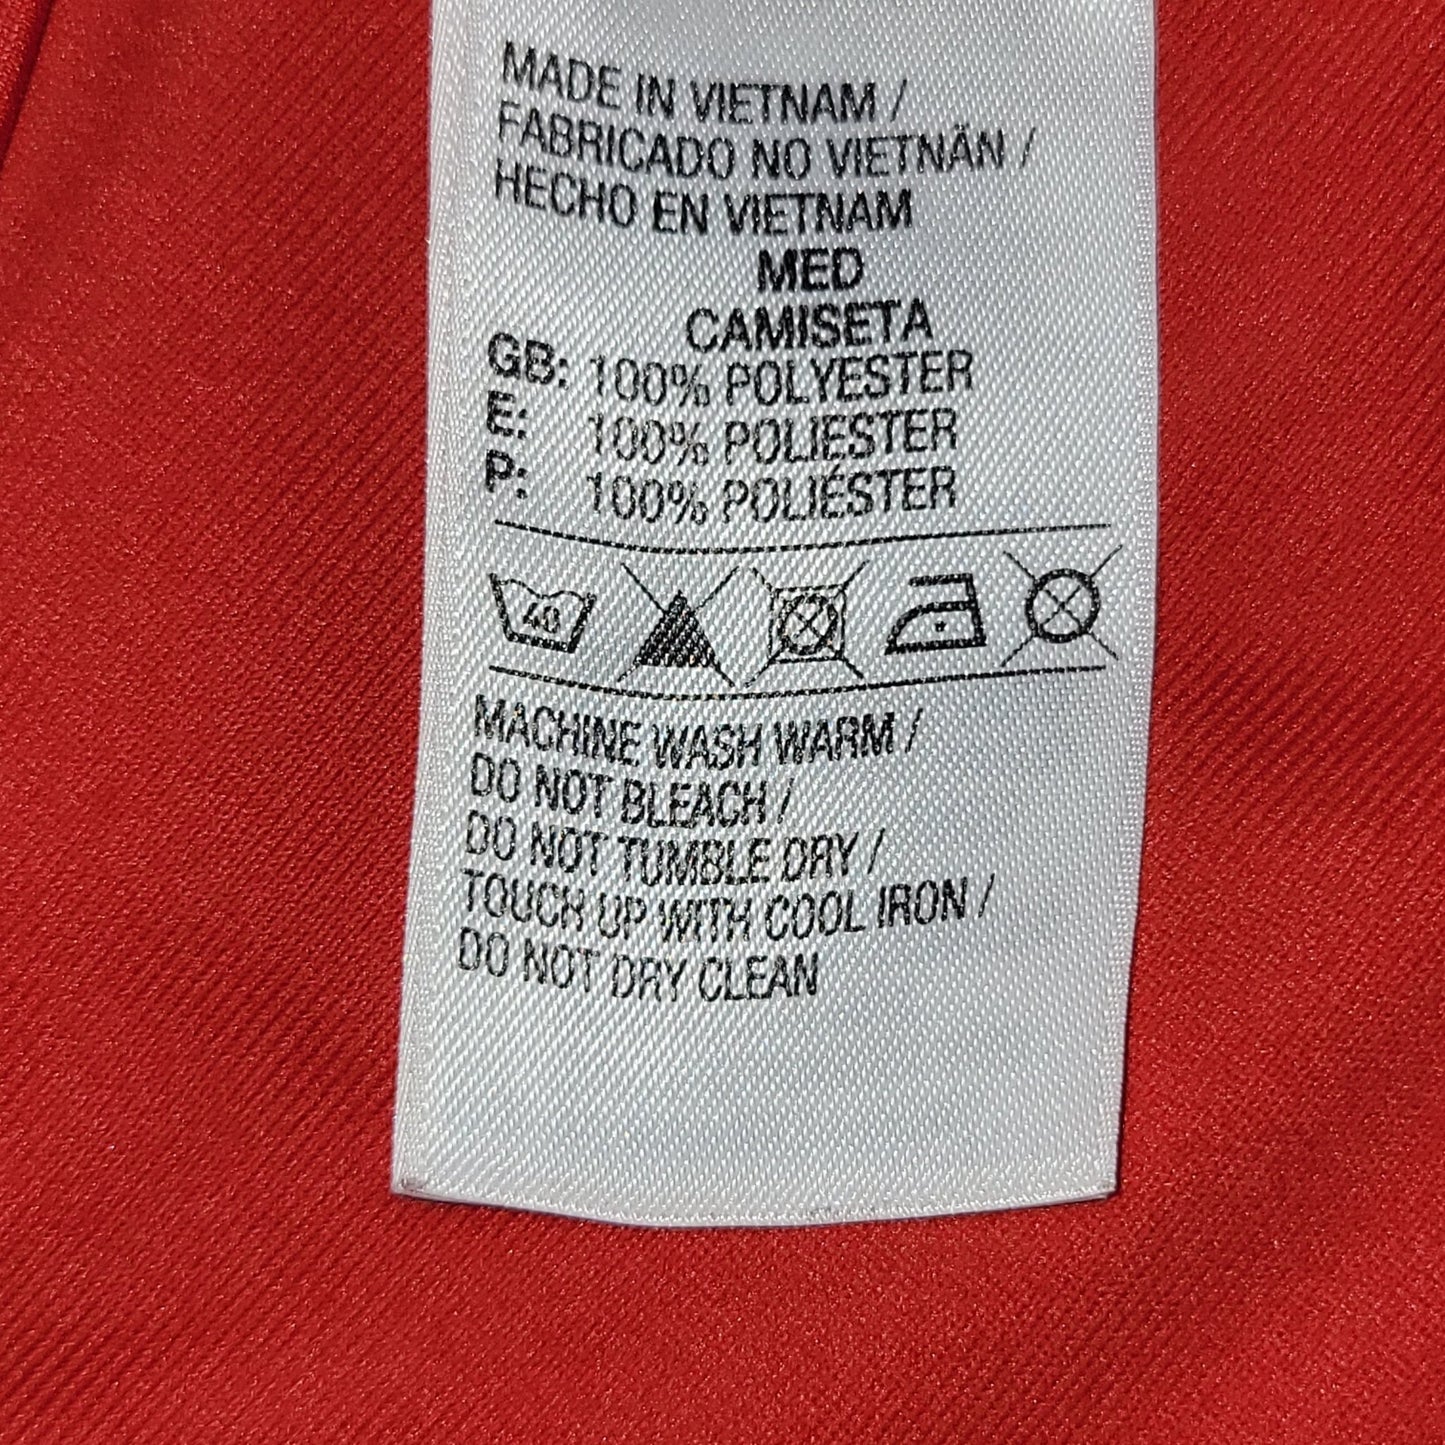 MADE IN VIETNAM /
FABRICADO NO VIETNÄN /
HECHO EN VIETNAM
MED
CAMISETA
GB: 100% POLYESTER
E: 100% POLIESTER
P: 100% POLIÉSTER
40
MACHINE WASH WARM /
DO NOT BLEACH /
DO NOT TUMBLE DRY /
TOUCH UP WITH COOL IRON /
DO NOT DRY CLEAN